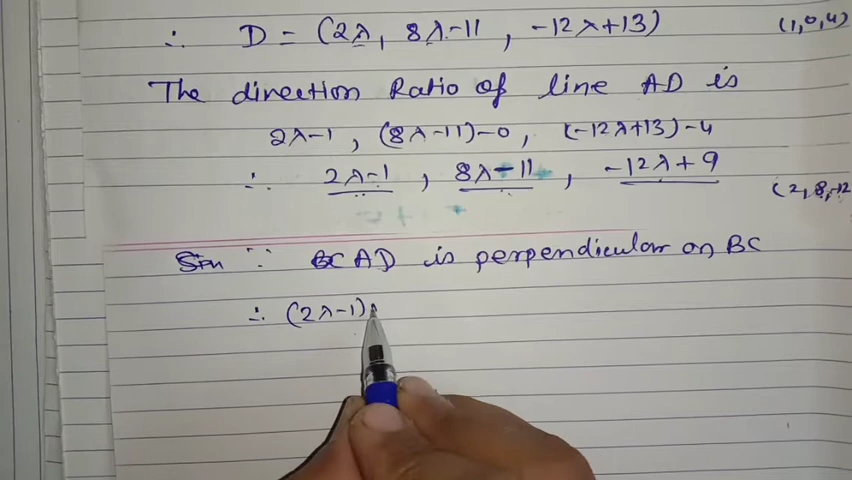 ∴ D = (2λ, 8λ-11, -12λ+13) (1,0,4)
The direction Ratio of line AD is
2λ-1, (8λ-11)-0, (-12λ+13)-4
∴ 2λ-1, 8λ-11, -12λ+9
(2,8,-12
∵ AD is perpendicular on BC
∴ (2λ-1)